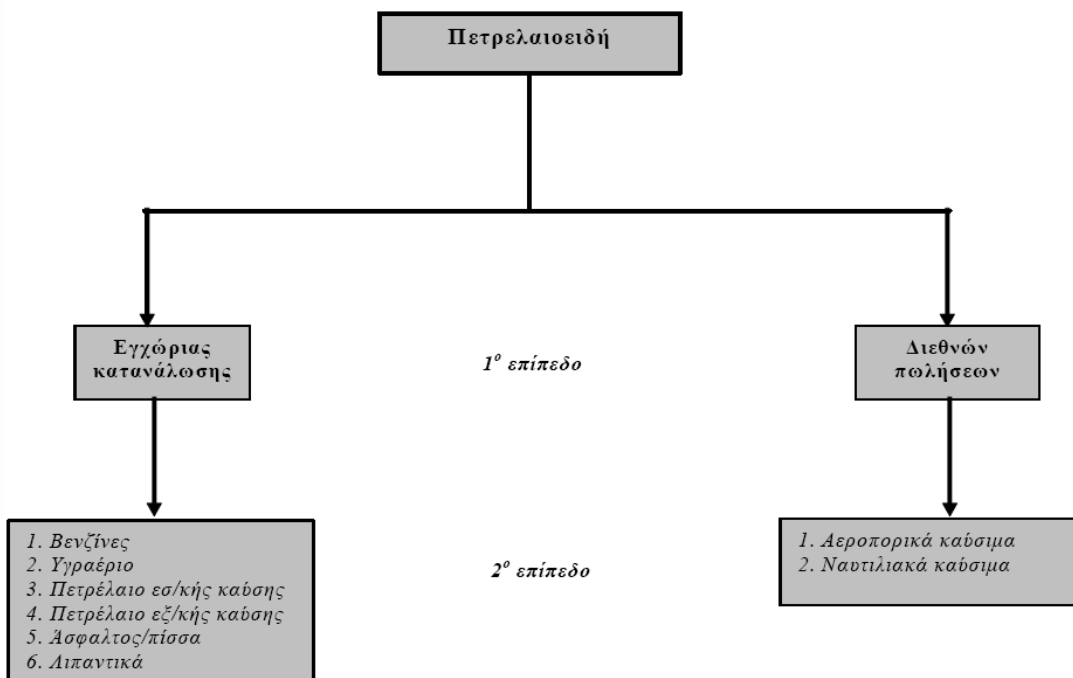 Πετρελαιοειδή
Εγχώριας
κατανάλωσης
1ο επίπεδο
Διεθνών
πωλήσεων
1. Βενζίνες
2. Υγραέριο
3. Πετρέλαιο εσ/κής καύσης
4. Πετρέλαιο εξ/κής καύσης
5. Άσφαλτος/πίσσα
6. Λιπαντικά
2ο επίπεδο
1. Αεροπορικά καύσιμα
2. Ναυτιλιακά καύσιμα